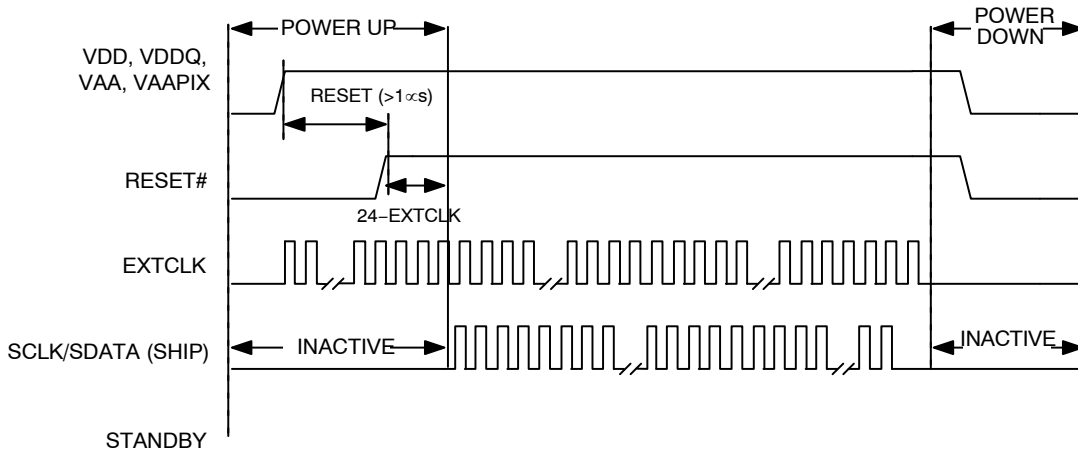 POWER UP
POWER
DOWN
VDD, VDDQ,
VAA, VAAPIX
RESET (>1∝s)
RESET#
24−EXTCLK
EXTCLK
SCLK/SDATA (SHIP)
INACTIVE
INACTIVE
STANDBY